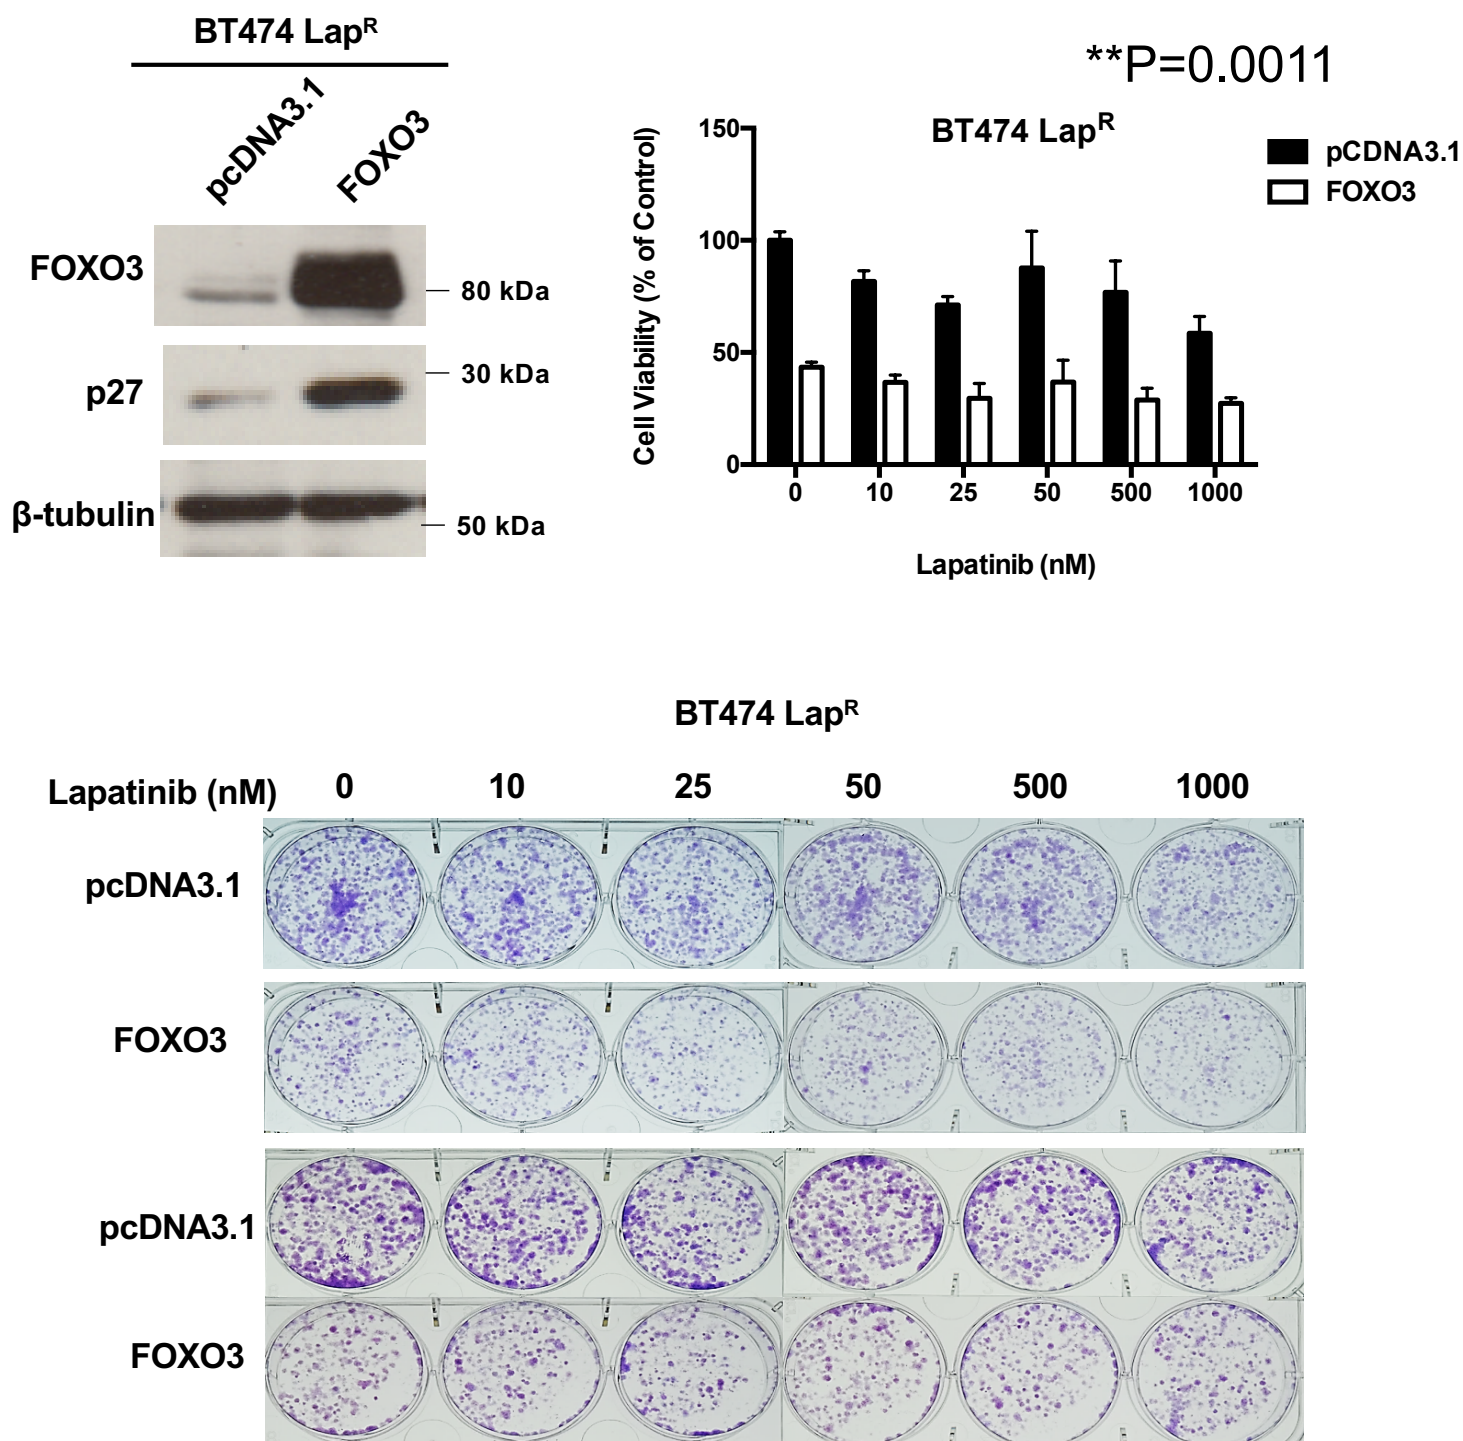 BT474 Lapᴿ
pcDNA3.1
FOXO3
FOXO3
80 kDa
p27
30 kDa
β-tubulin
50 kDa
**P=0.0011
BT474 Lapᴿ
pCDNA3.1
FOXO3
Cell Viability (% of Control)
150
100
50
0
0 10 25 50 500 1000
Lapatinib (nM)
BT474 Lapᴿ
Lapatinib (nM) 0 10 25 50 500 1000
pcDNA3.1
FOXO3
pcDNA3.1
FOXO3